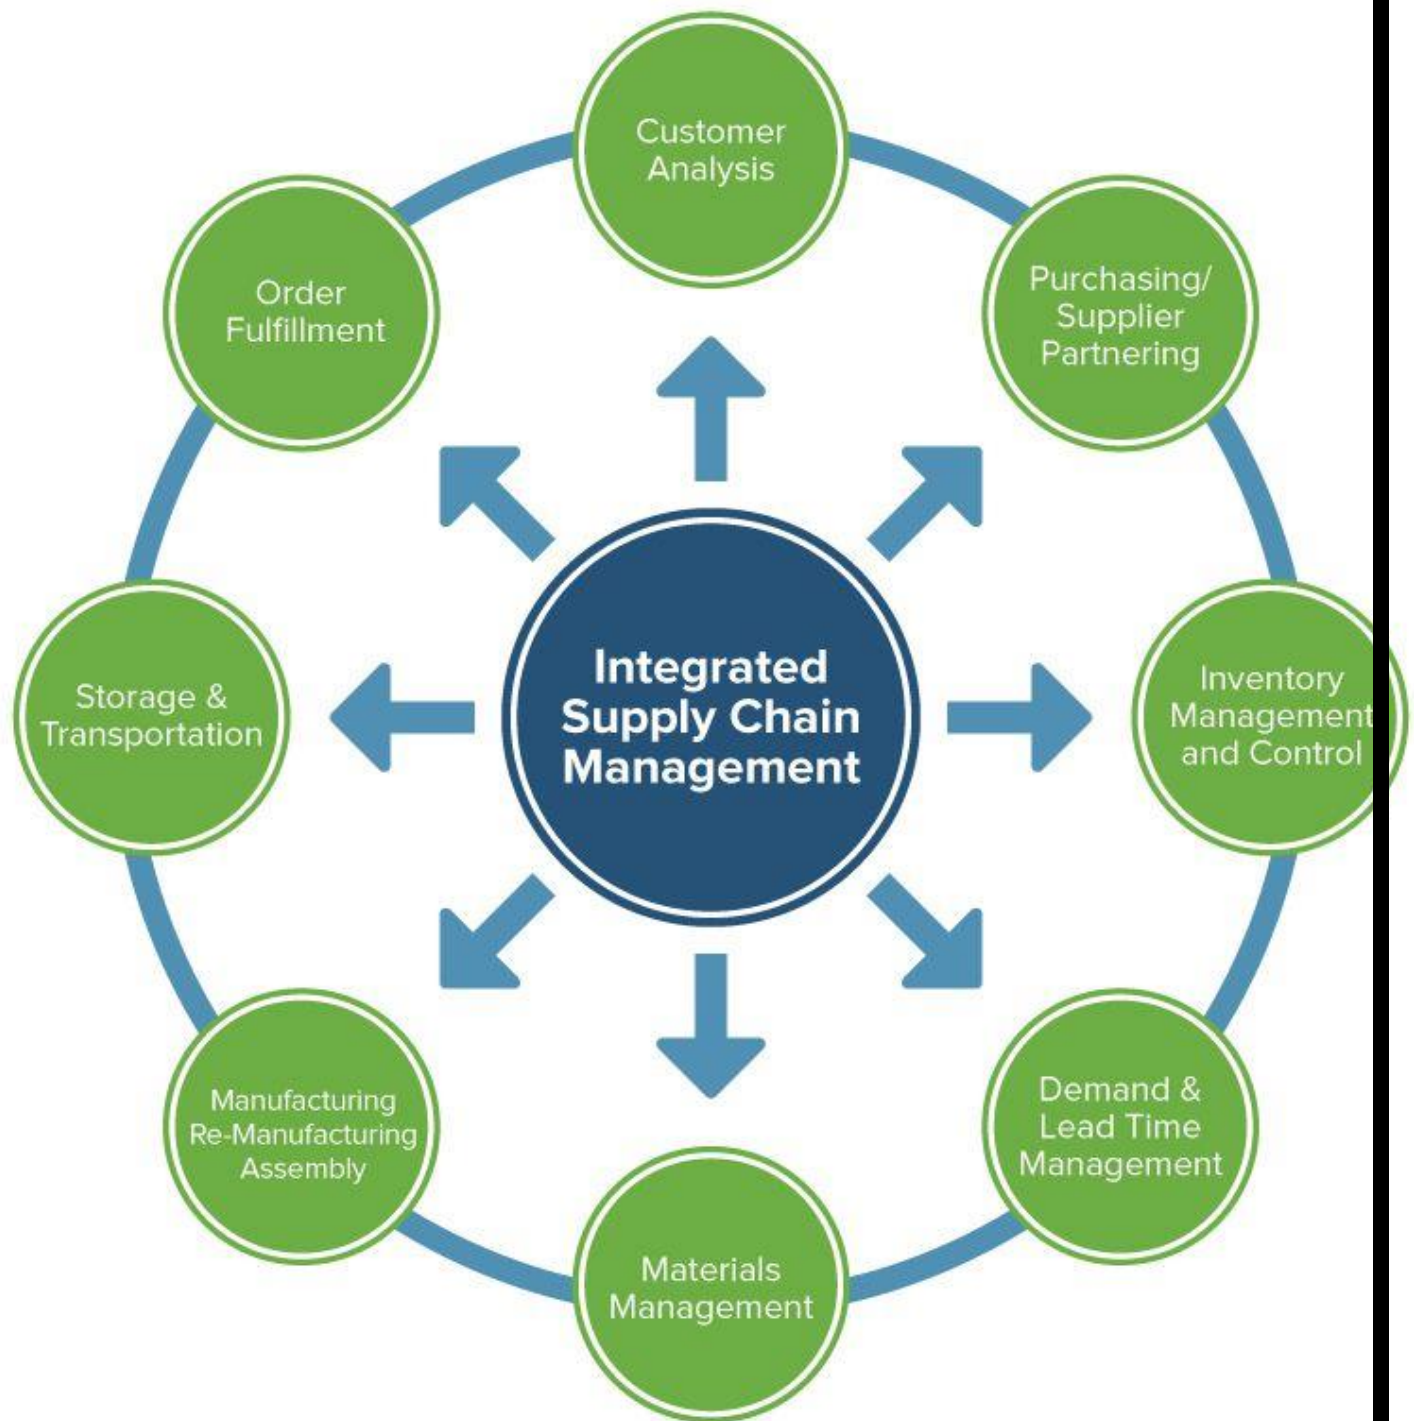 Customer
Analysis
Purchasing/
Supplier
Partnering
Inventory
Management
and Control
Demand &
Lead Time
Management
Materials
Management
Manufacturing
Re-Manufacturing
Assembly
Storage &
Transportation
Order
Fulfillment
Integrated
Supply Chain
Management